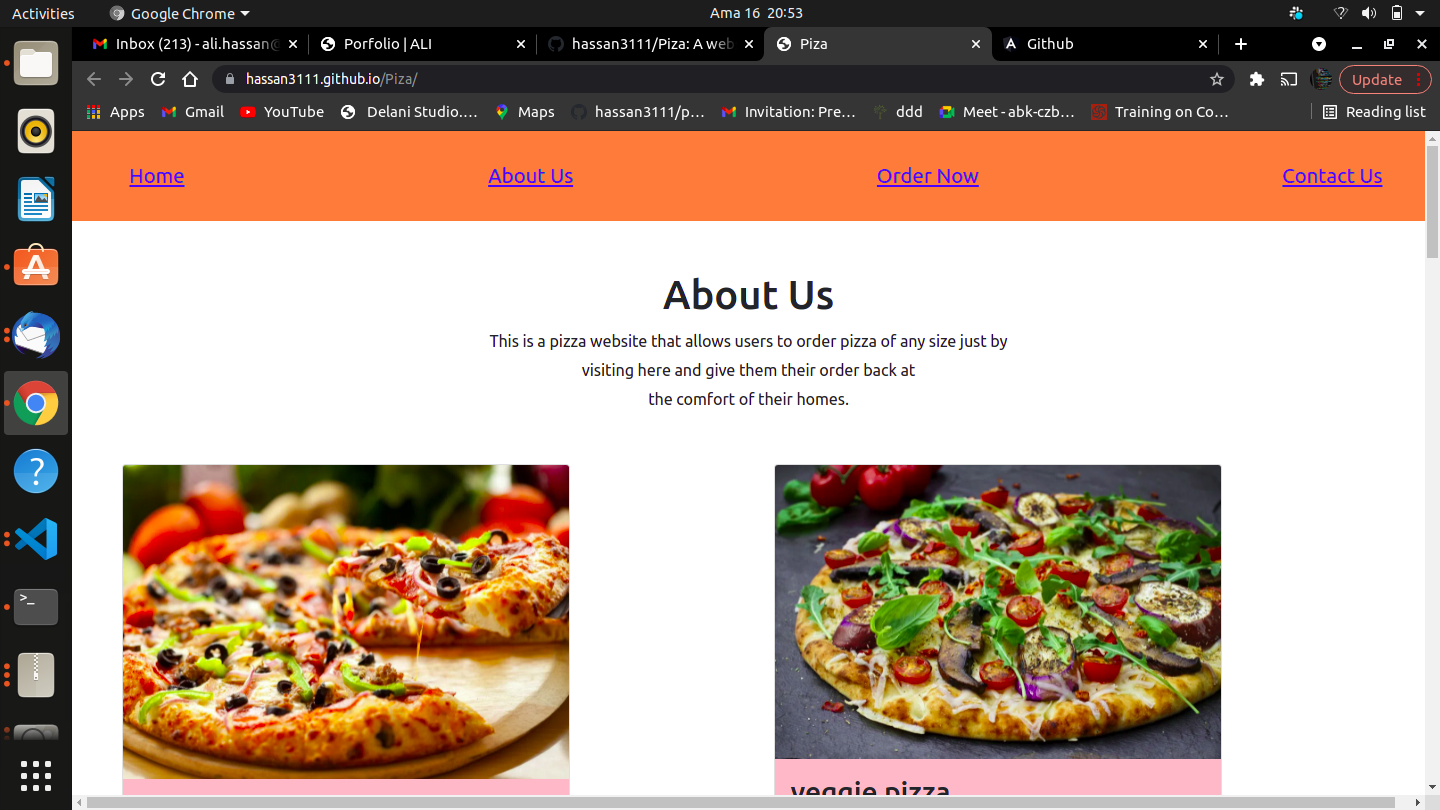 Activities Google Chrome Ama 16 20:53
Inbox (213) - ali.hassan@ Porfolio | ALI hassan3111/Piza: A web Piza Github
hassan3111.github.io/Piza/ Update
Apps Gmail YouTube Delani Studio.… Maps hassan3111/p… Invitation: Pre… ddd Meet - abk-czb… Training on Co… Reading list
Home About Us Order Now Contact Us
About Us
This is a pizza website that allows users to order pizza of any size just by
visiting here and give them their order back at
the comfort of their homes.
veggie pizza